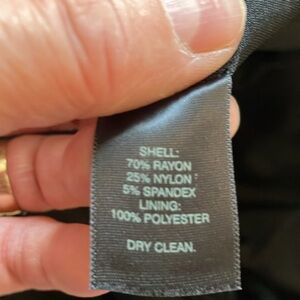 SHELL:
70% RAYON
25% NYLON
5% SPANDEX
LINING:
100% POLYESTER
DRY CLEAN.